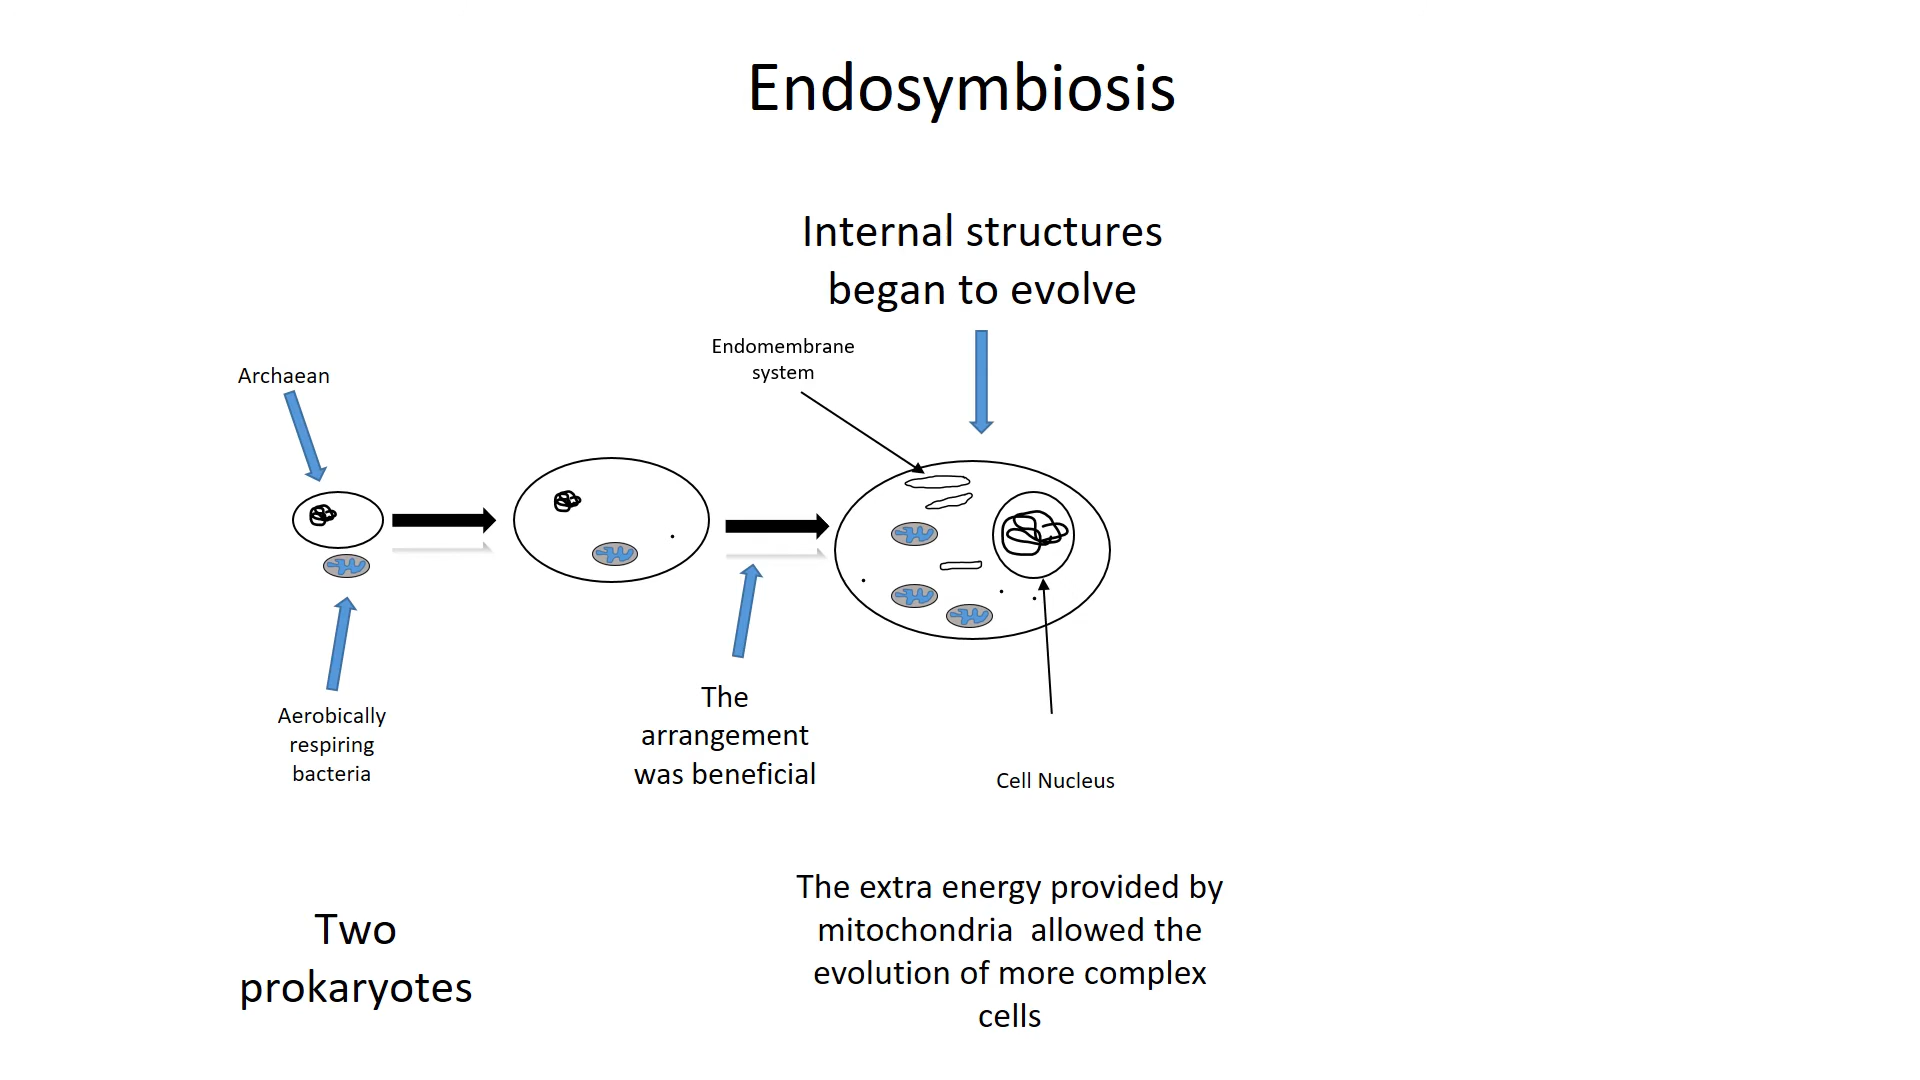 Endosymbiosis
Internal structures
began to evolve
Endomembrane
system
Archaean
Aerobically
respiring
bacteria
The
arrangement
was beneficial
Cell Nucleus
Two
prokaryotes
The extra energy provided by
mitochondria  allowed the
evolution of more complex
cells